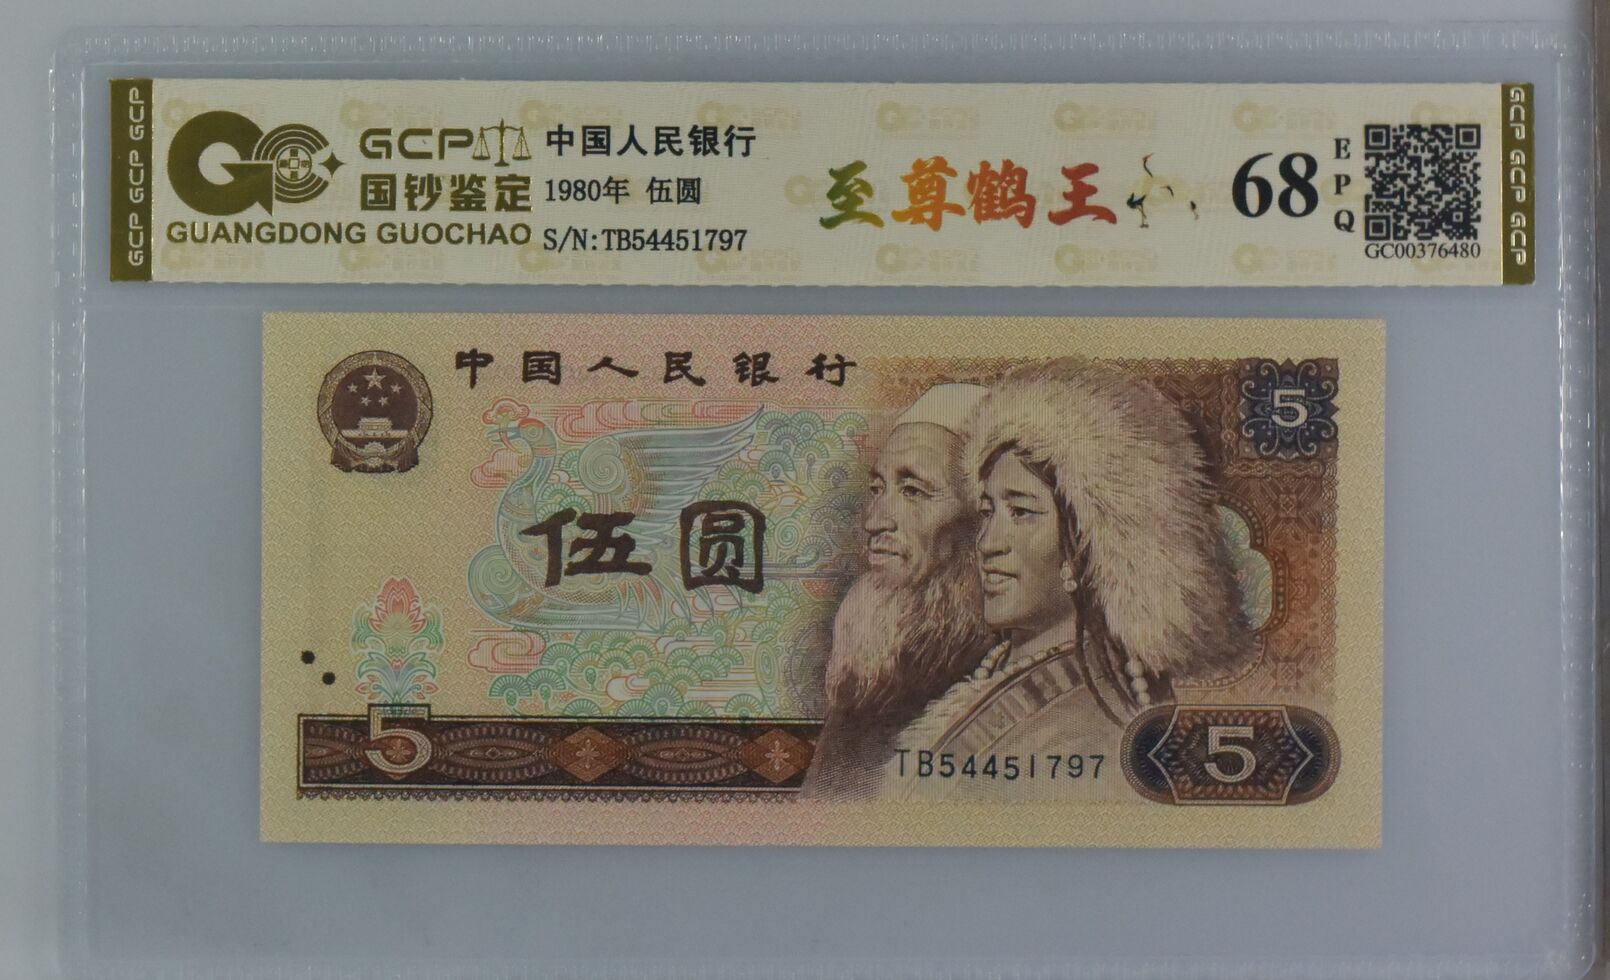 GCP GCP GCP
GCP
国钞鉴定
GUANGDONG GUOCHAO
中国人民银行
1980年 伍圆
S/N:TB54451797
至尊鹤王
68
EPQ
GC00376480
GCP GCP GCP
中国人民银行
5
伍圆
5
TB54451797
5